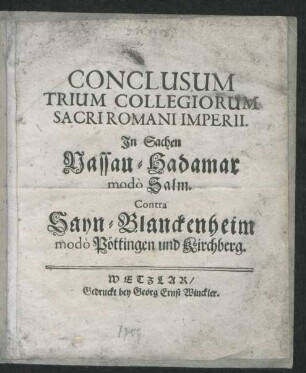 CONCLUSUM
TRIUM COLLEGIORUM
SACRI ROMANI IMPERII.
In Sachen
Nassau-Hadamar
modò Salm.
Contra
Sayn-Blanckenheim
modò Pöttingen und Kirchberg.
WETZLAR/
Gedruckt bey Georg Ernst Winckler.